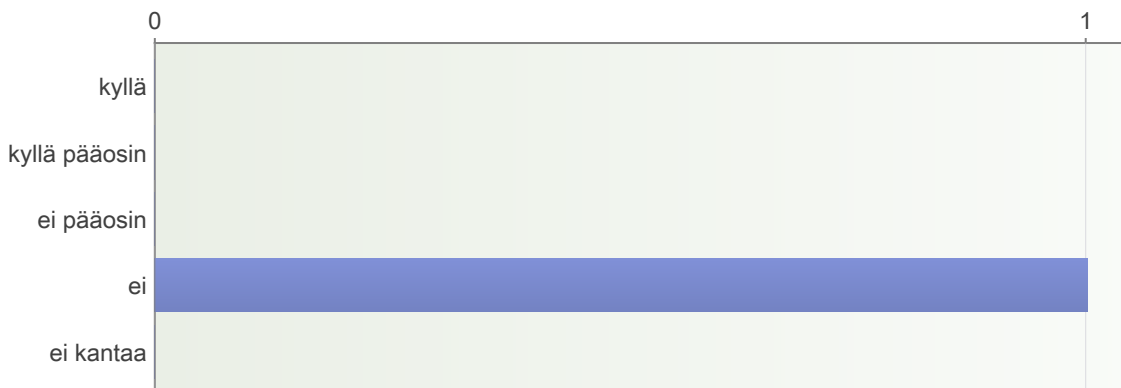 0 1
kyllä
kyllä pääosin
ei pääosin
ei
ei kantaa